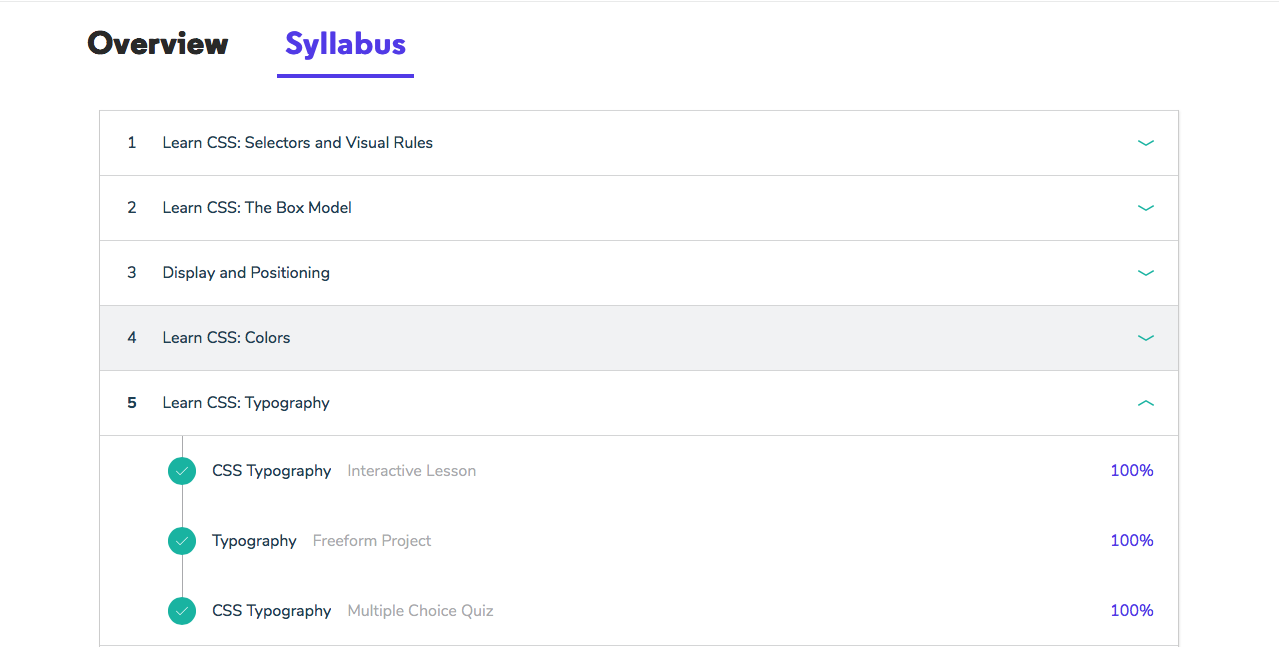 Overview Syllabus
1 Learn CSS: Selectors and Visual Rules
2 Learn CSS: The Box Model
3 Display and Positioning
4 Learn CSS: Colors
5 Learn CSS: Typography
CSS Typography Interactive Lesson 100%
Typography Freeform Project 100%
CSS Typography Multiple Choice Quiz 100%